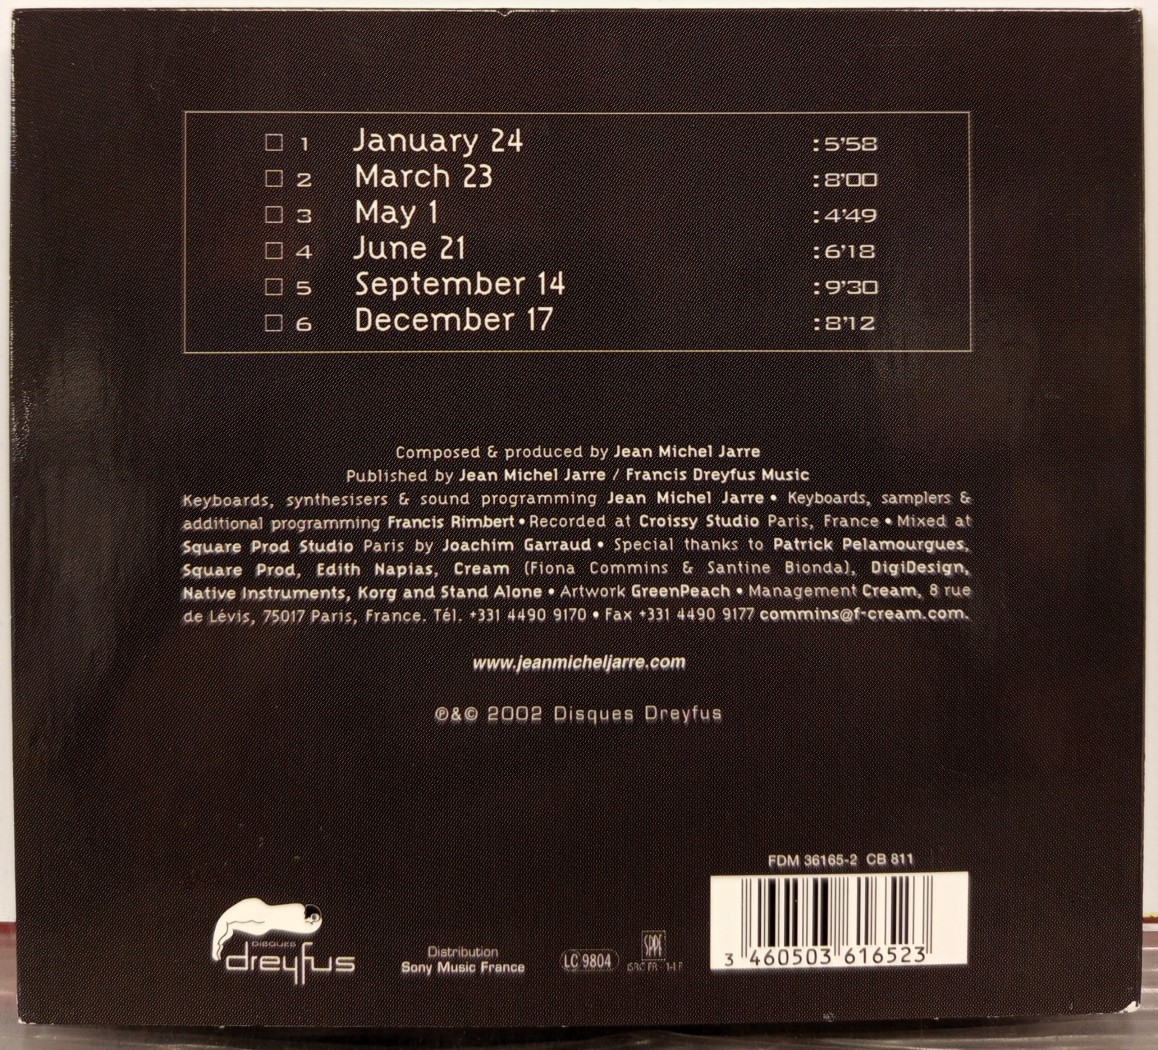 □ 1 January 24 :5'58
□ 2 March 23 :8'00
□ 3 May 1 :4'49
□ 4 June 21 :6'18
□ 5 September 14 :9'30
□ 6 December 17 :8'12
Composed & produced by Jean Michel Jarre
Published by Jean Michel Jarre / Francis Dreyfus Music
Keyboards, synthesisers & sound programming Jean Michel Jarre • Keyboards, samplers &
additional programming Francis Rimbert • Recorded at Croissy Studio Paris, France • Mixed at
Square Prod Studio Paris by Joachim Garraud • Special thanks to Patrick Pelamourgues,
Square Prod, Edith Napias, Cream (Fiona Commins & Santine Bionda), DigiDesign,
Native Instruments, Korg and Stand Alone • Artwork GreenPeach • Management Cream, 8 rue
de Lévis, 75017 Paris, France. Tél. +331 4490 9170 • Fax +331 4490 9177 commins@f-cream.com.
www.jeanmicheljarre.com
℗&© 2002 Disques Dreyfus
FDM 36165-2 CB 811
3 460503 616523
DISQUES
dreyfus
Distribution
Sony Music France
LC 9804
SPPF